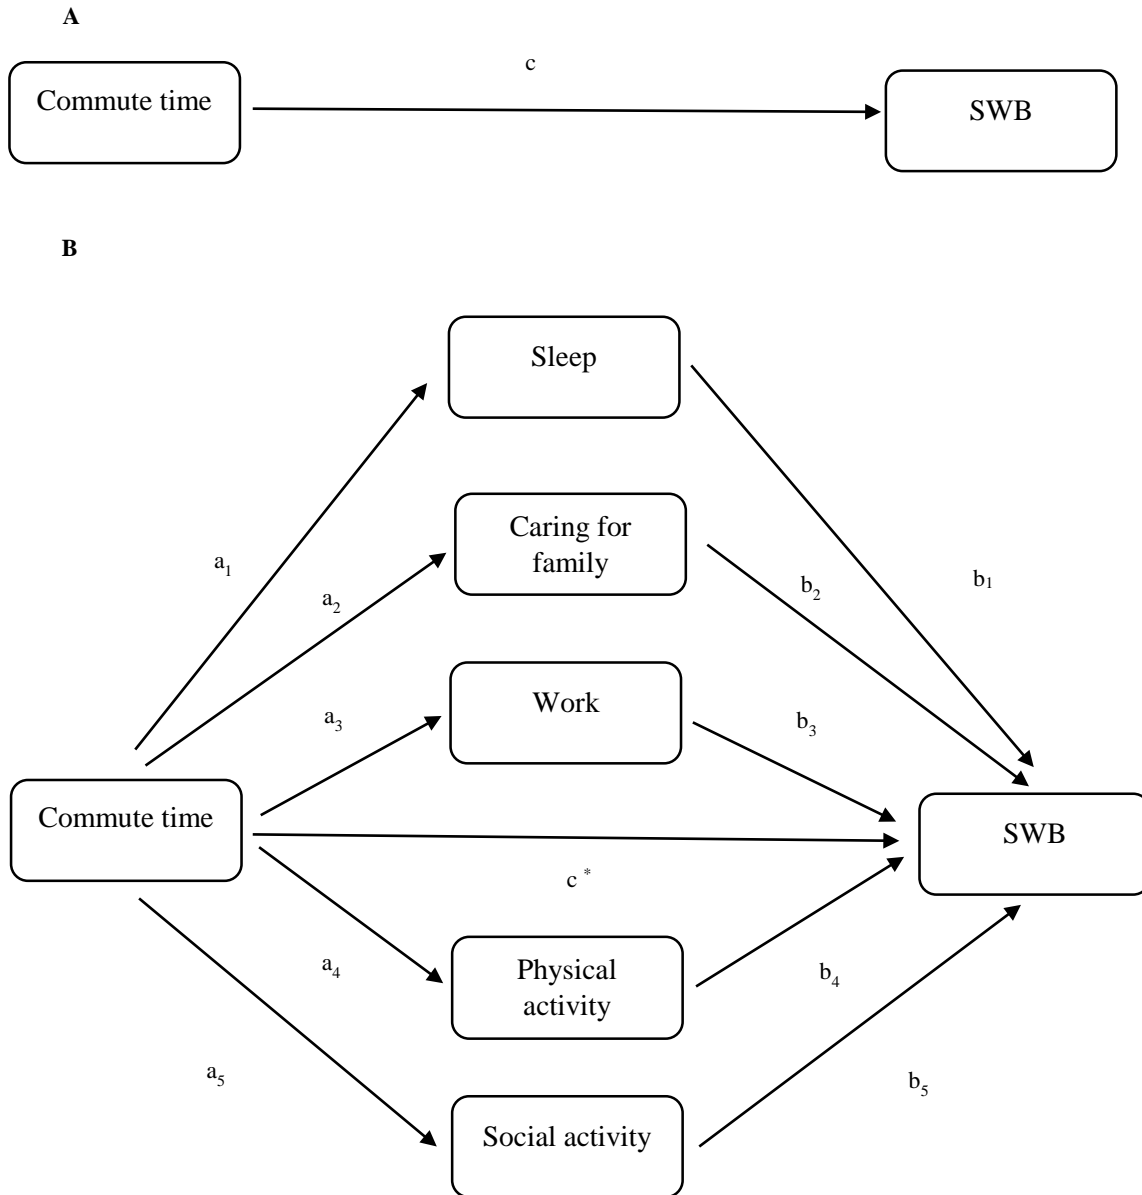 A
c
Commute time
SWB
B
Sleep
a₁
Caring for
family
a₂
b₂
b₁
Work
a₃
b₃
Commute time
SWB
c *
Physical
activity
a₄
b₄
a₅
b₅
Social activity